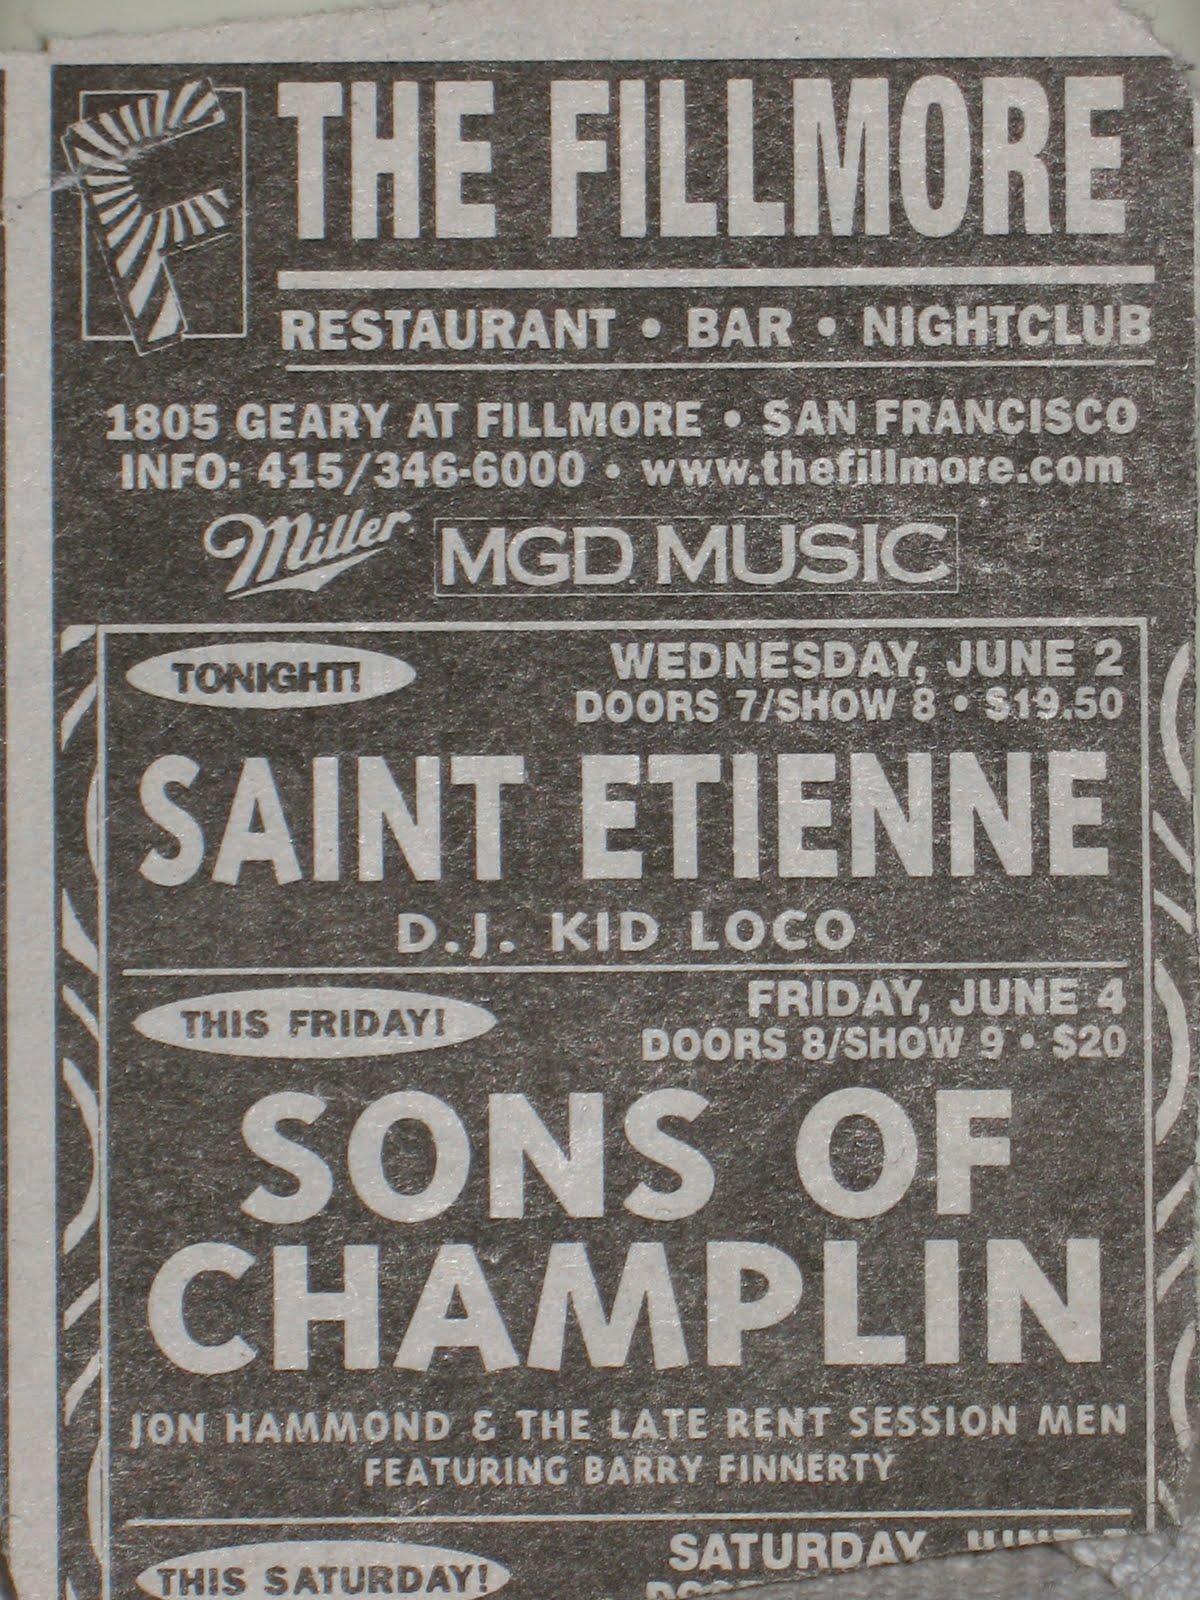 THE FILLMORE
RESTAURANT • BAR • NIGHTCLUB
1805 GEARY AT FILLMORE • SAN FRANCISCO
INFO: 415/346-6000 • www.thefillmore.com
Miller MGD MUSIC
TONIGHT! WEDNESDAY, JUNE 2
DOORS 7/SHOW 8 • $19.50
SAINT ETIENNE
D.J. KID LOCO
THIS FRIDAY! FRIDAY, JUNE 4
DOORS 8/SHOW 9 • $20
SONS OF
CHAMPLIN
JON HAMMOND & THE LATE RENT SESSION MEN
FEATURING BARRY FINNERTY
THIS SATURDAY! SATURDAY, JUNE